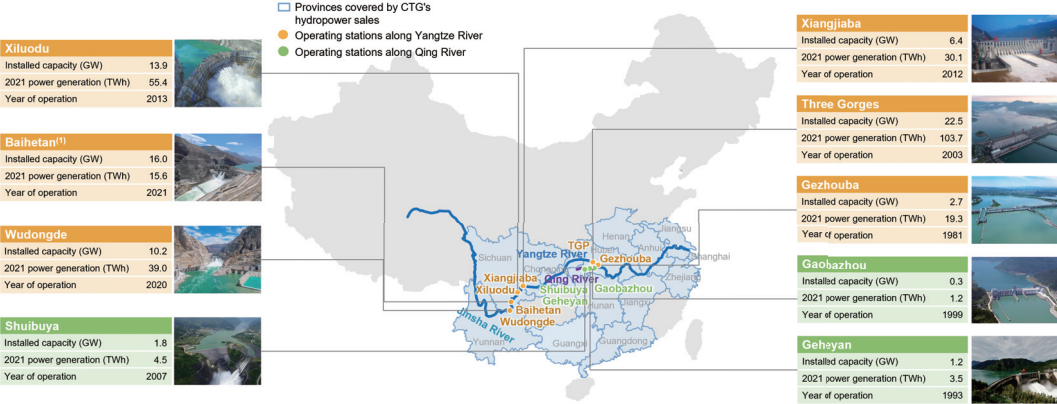 Provinces covered by CTG's
hydropower sales
Operating stations along Yangtze River
Operating stations along Qing River
Xiluodu
Installed capacity (GW) 13.9
2021 power generation (TWh) 55.4
Year of operation 2013
Baihetan(1)
Installed capacity (GW) 16.0
2021 power generation (TWh) 15.6
Year of operation 2021
Wudongde
Installed capacity (GW) 10.2
2021 power generation (TWh) 39.0
Year of operation 2020
Shuibuya
Installed capacity (GW) 1.8
2021 power generation (TWh) 4.5
Year of operation 2007
Henan
Jiangsu
TGP
Hubei
Anhui
Sichuan
Yangtze River
Gezhouba
Shanghai
Xiangjiaba
Qing River
Zhejiang
Xiluodu
Shuibuya
Gaobazhou
Geheyan
Hunan
Jiangxi
Baihetan
Wudongde
Jinsha River
Yunnan
Guangxi
Guangdong
Xiangjiaba
Installed capacity (GW) 6.4
2021 power generation (TWh) 30.1
Year of operation 2012
Three Gorges
Installed capacity (GW) 22.5
2021 power generation (TWh) 103.7
Year of operation 2003
Gezhouba
Installed capacity (GW) 2.7
2021 power generation (TWh) 19.3
Year of operation 1981
Gaobazhou
Installed capacity (GW) 0.3
2021 power generation (TWh) 1.2
Year of operation 1999
Geheyan
Installed capacity (GW) 1.2
2021 power generation (TWh) 3.5
Year of operation 1993